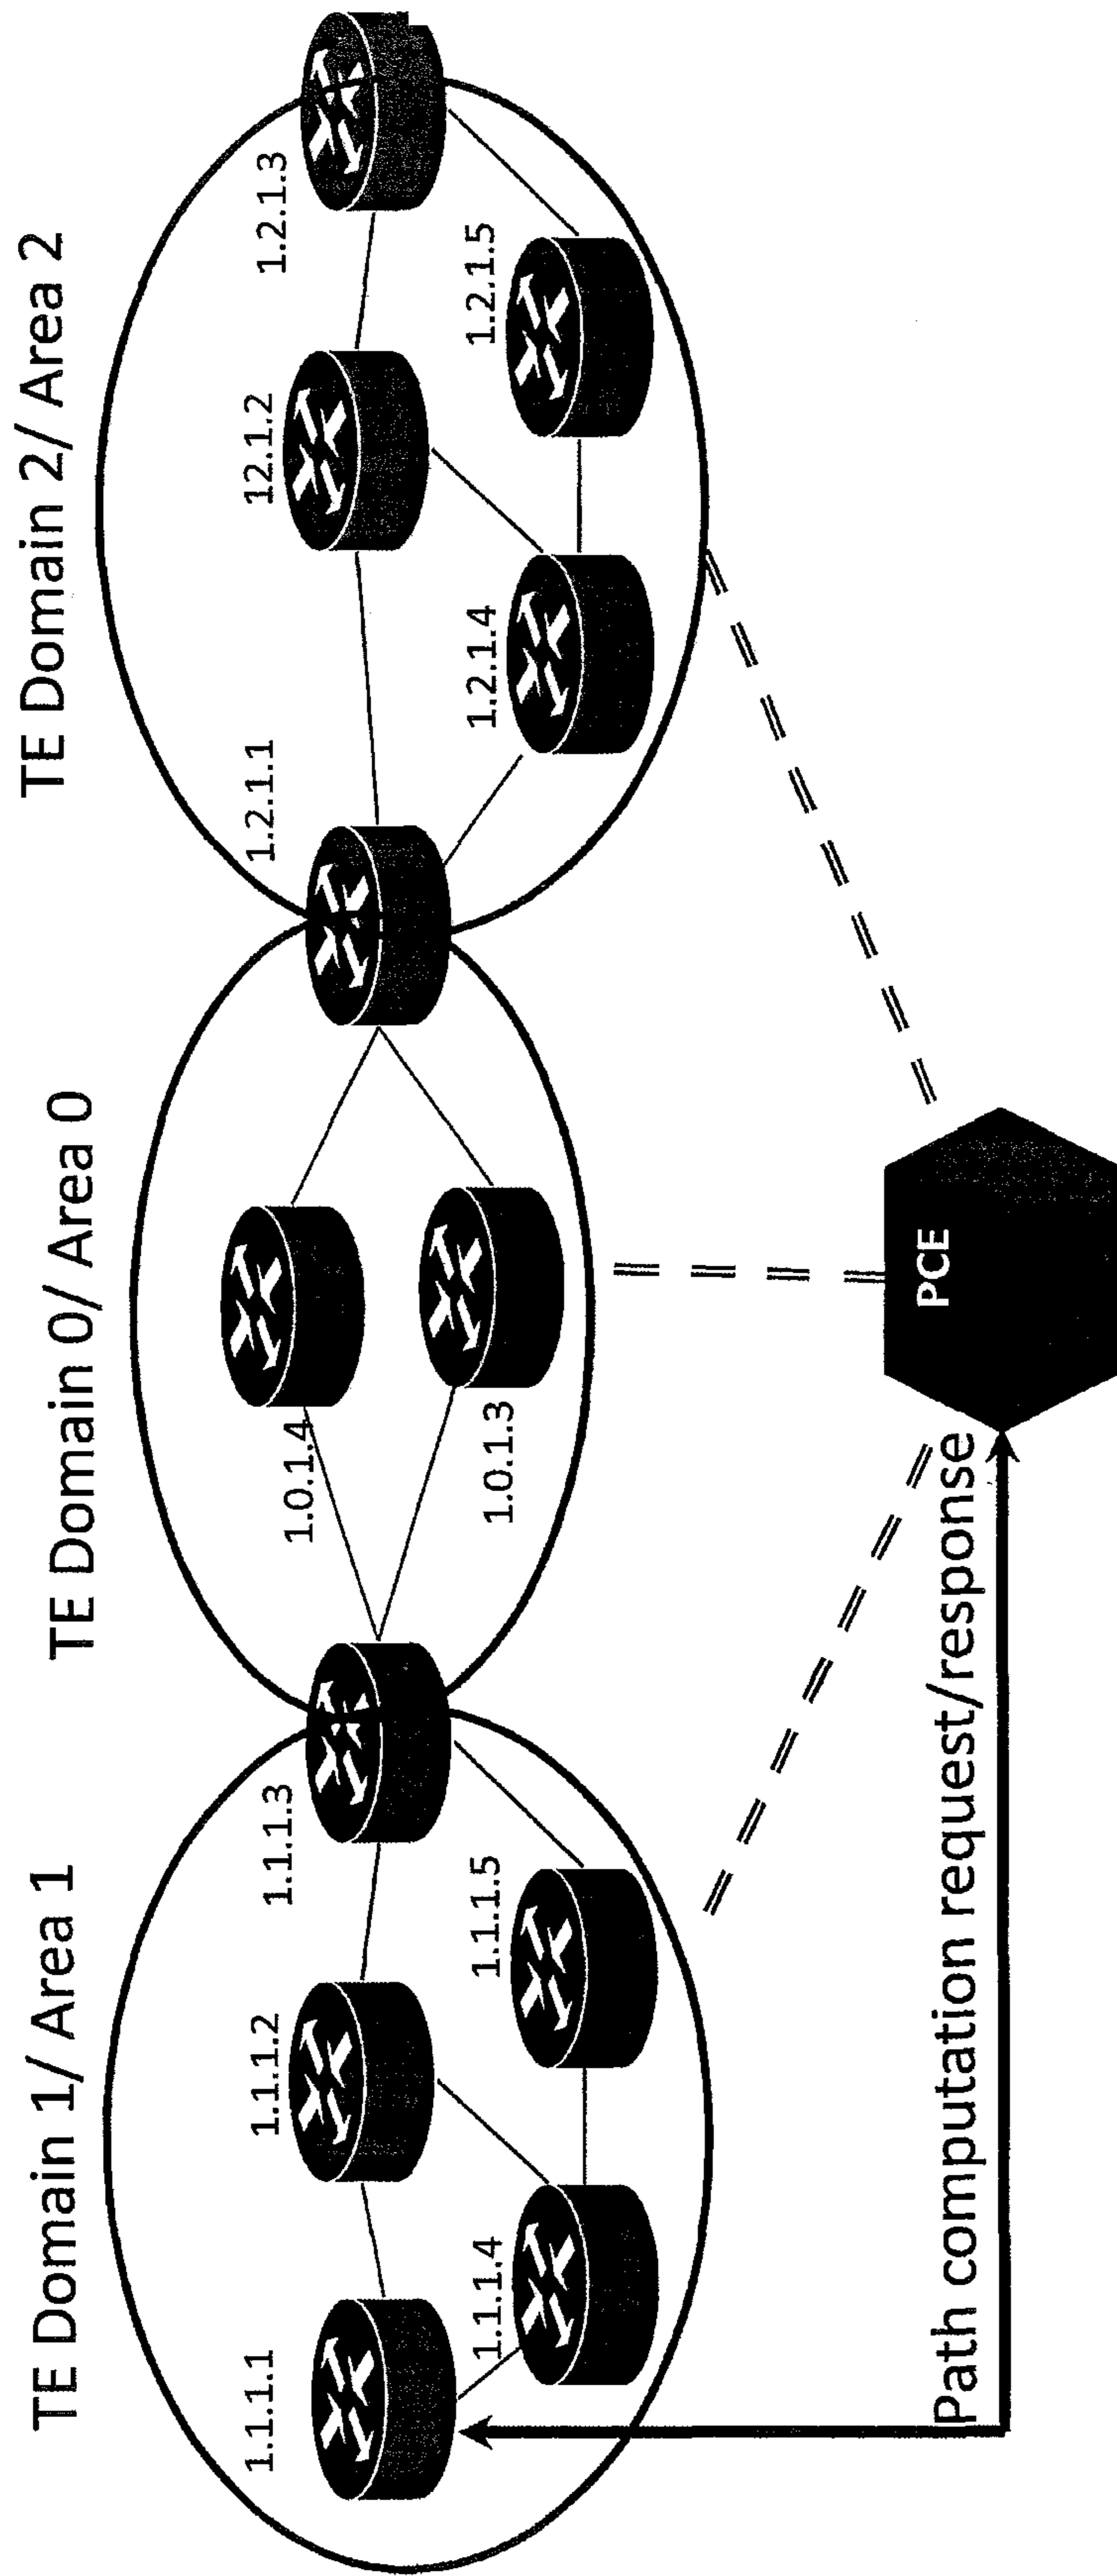 TE Domain 1/ Area 1
TE Domain 0/ Area 0
TE Domain 2/ Area 2
1.1.1.1
1.1.1.2
1.1.1.3
1.1.1.4
1.1.1.5
1.0.1.4
1.0.1.3
1.2.1.1
12.1.2
1.2.1.3
1.2.1.4
1.2.1.5
PCE
Path computation request/response